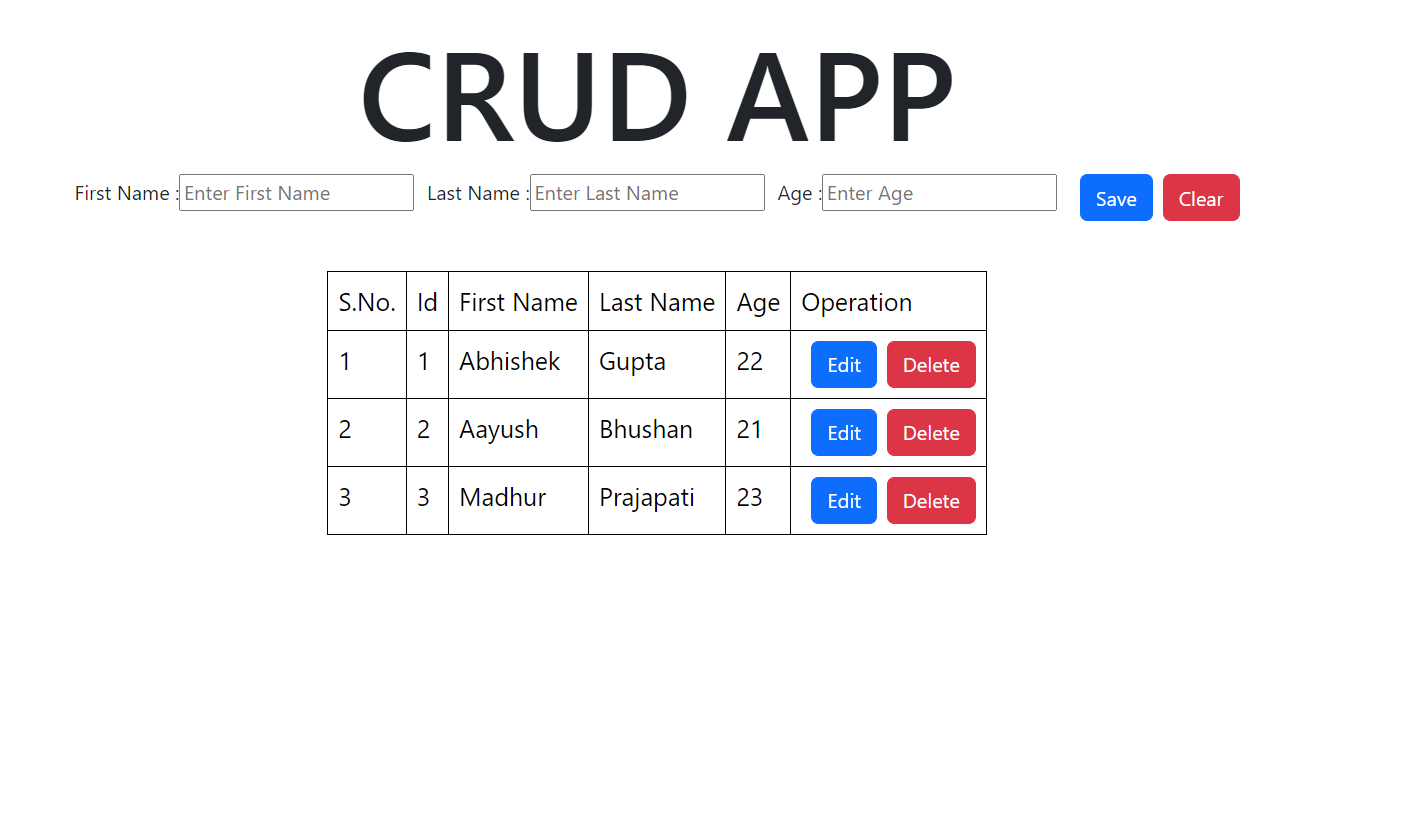 CRUD APP
First Name : Enter First Name Last Name : Enter Last Name Age : Enter Age Save Clear
S.No. Id First Name Last Name Age Operation
1 1 Abhishek Gupta 22 Edit Delete
2 2 Aayush Bhushan 21 Edit Delete
3 3 Madhur Prajapati 23 Edit Delete